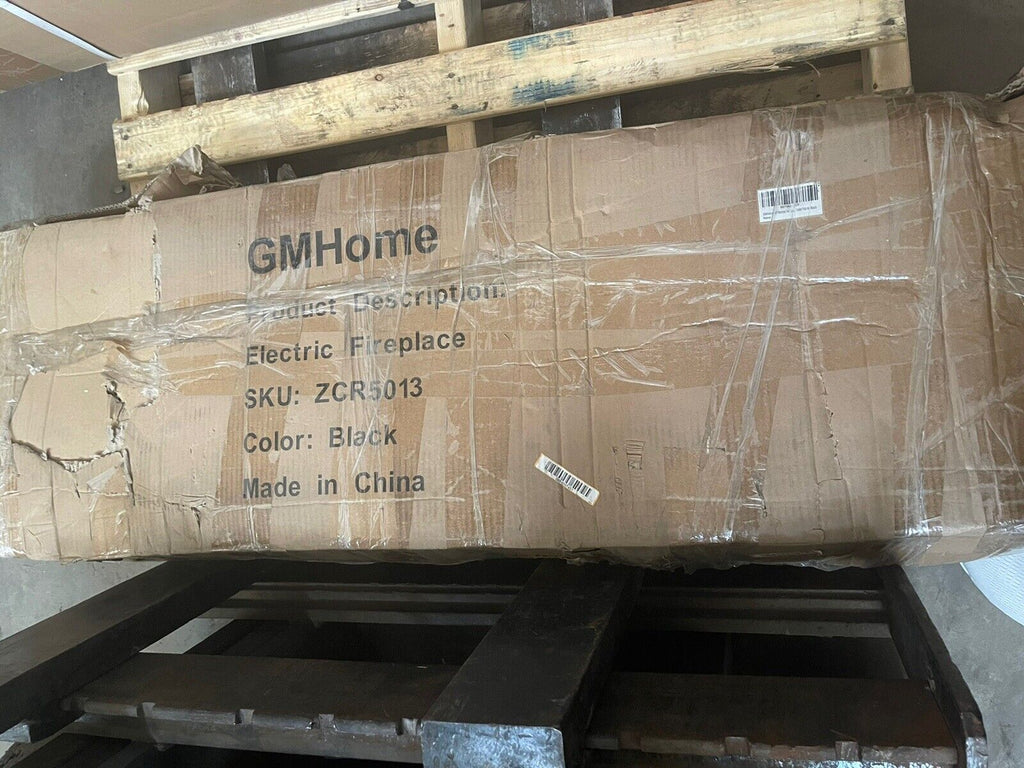 GMHome
Product Description:
Electric Fireplace
SKU: ZCR5013
Color: Black
Made in China